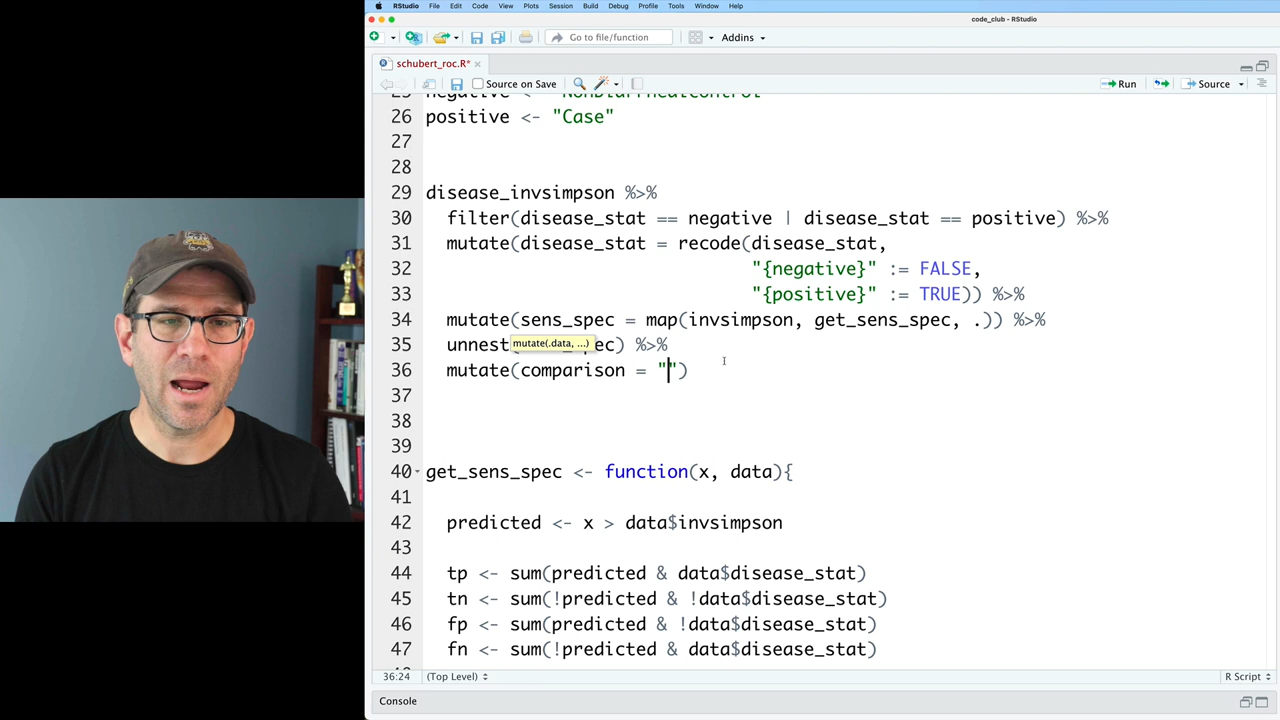 RStudio File Edit Code View Plots Session Build Debug Profile Tools Window Help
code_club - RStudio
Go to file/function Addins
schubert_roc.R*
Source on Save Run Source
26 positive <- "Case"
27
28
29 disease_invsimpson %>%
30 filter(disease_stat == negative | disease_stat == positive) %>%
31 mutate(disease_stat = recode(disease_stat,
32 "{negative}" := FALSE,
33 "{positive}" := TRUE)) %>%
34 mutate(sens_spec = map(invsimpson, get_sens_spec, .)) %>%
35 unnest( pec) %>%
mutate(.data, ...)
36 mutate(comparison = "")
37
38
39
40 get_sens_spec <- function(x, data){
41
42 predicted <- x > data$invsimpson
43
44 tp <- sum(predicted & data$disease_stat)
45 tn <- sum(!predicted & !data$disease_stat)
46 fp <- sum(predicted & !data$disease_stat)
47 fn <- sum(!predicted & data$disease_stat)
36:24 (Top Level) R Script
Console